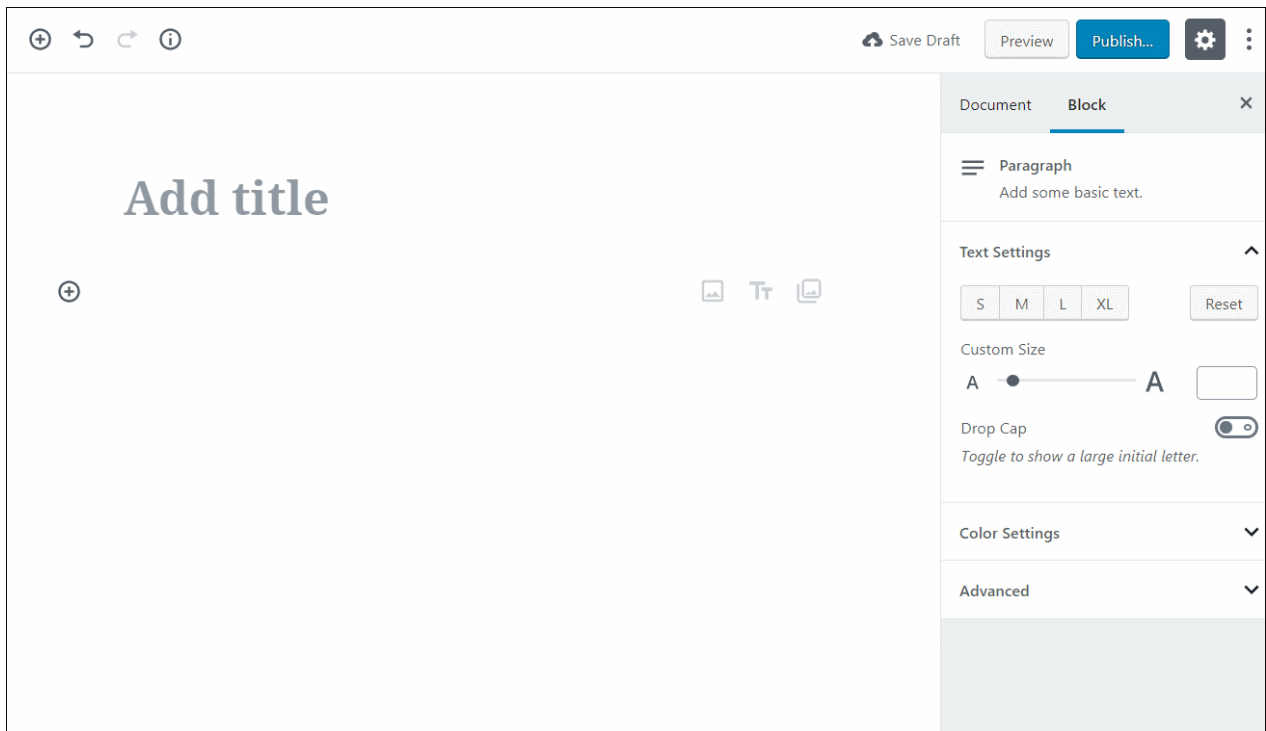 Save Draft Preview Publish...
Document Block
Add title
Paragraph
Add some basic text.
Text Settings
S M L XL Reset
Custom Size
A A
Drop Cap
Toggle to show a large initial letter.
Color Settings
Advanced